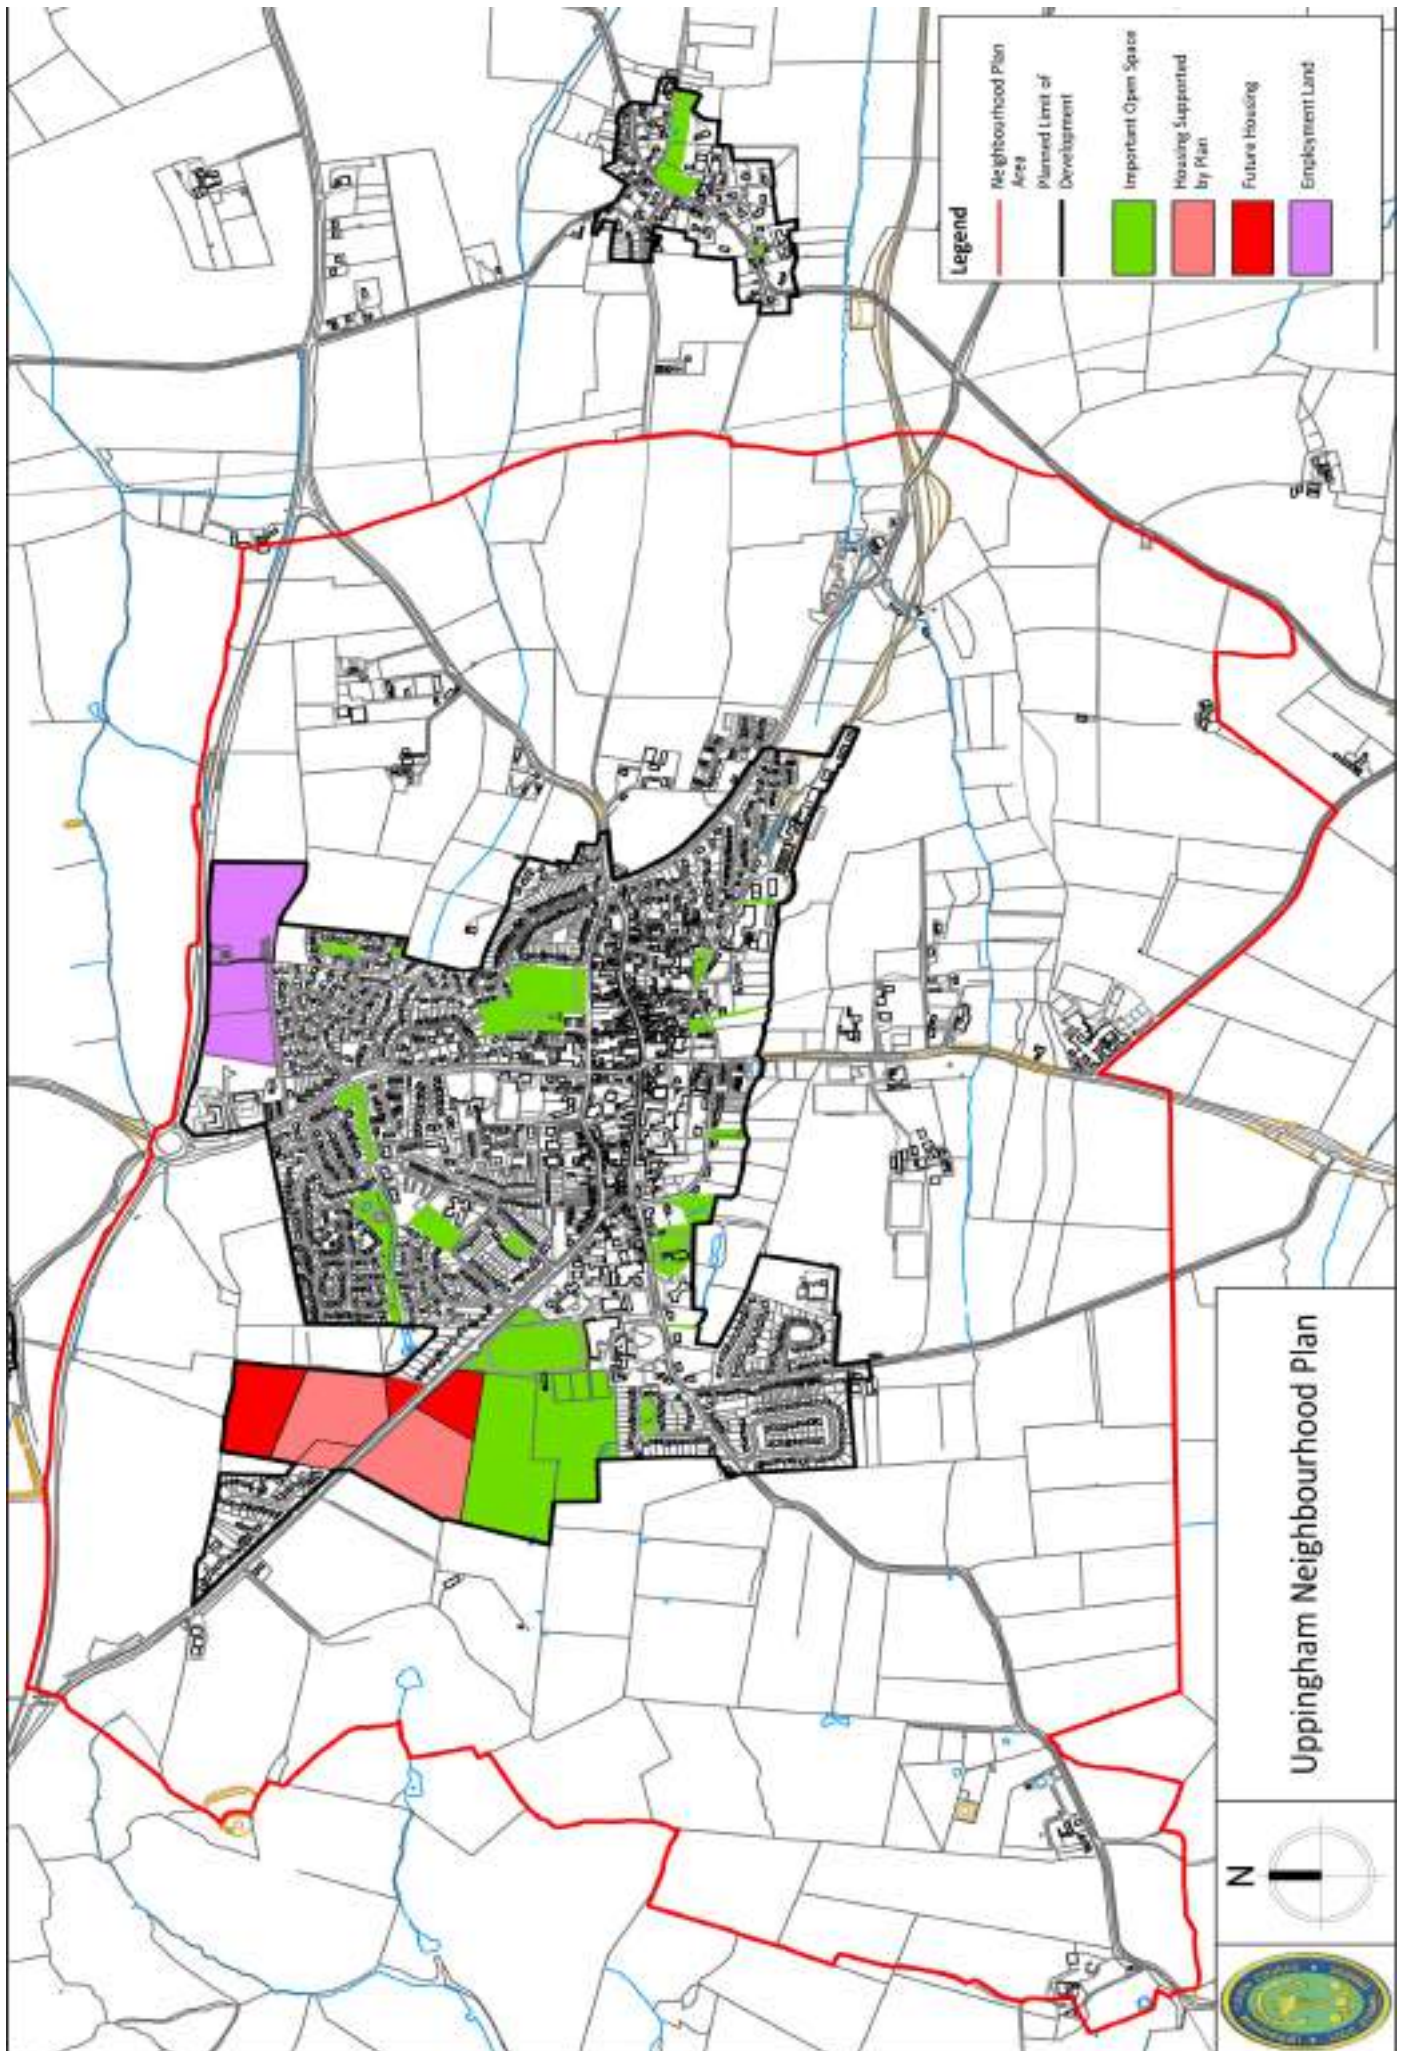 Legend
Neighbourhood Plan
Area
Planned Limit of
Development
Important Open Space
Housing Supported
by Plan
Future Housing
Employment Land
Uppingham Neighbourhood Plan
N